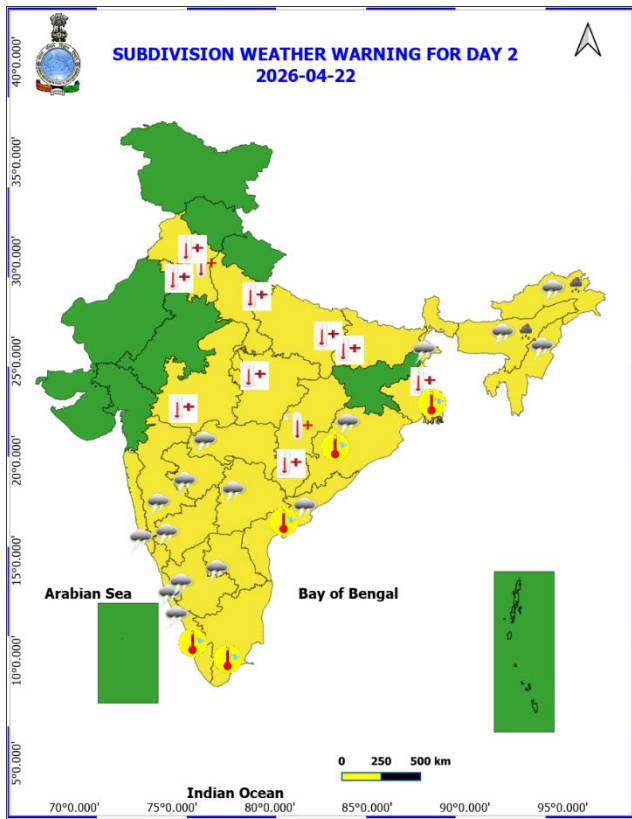 SUBDIVISION WEATHER WARNING FOR DAY 2
2026-04-22
40°0.000'
35°0.000'
30°0.000'
25°0.000'
20°0.000'
15°0.000'
10°0.000'
5°0.000'
Arabian Sea
Bay of Bengal
0 250 500 km
Indian Ocean
70°0.000' 75°0.000' 80°0.000' 85°0.000' 90°0.000' 95°0.000'